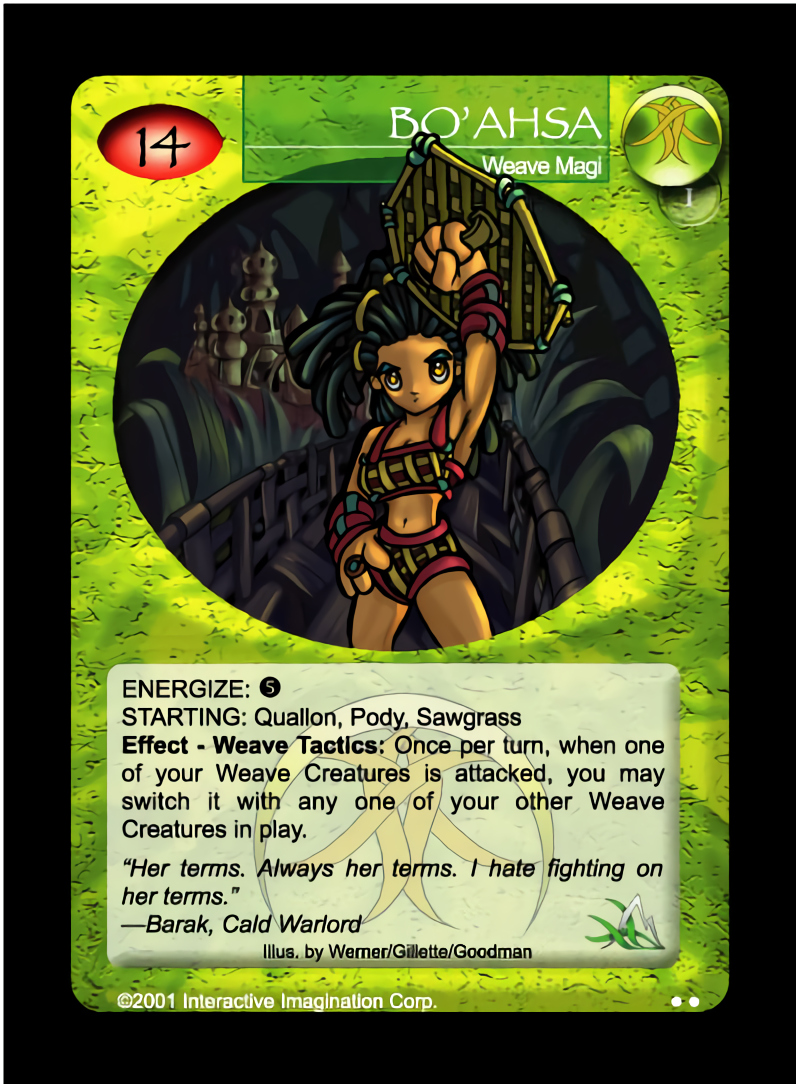 14
BO'AHSA
Weave Magi
I
ENERGIZE: 5
STARTING: Quallon, Pody, Sawgrass
Effect - Weave Tactics: Once per turn, when one
of your Weave Creatures is attacked, you may
switch it with any one of your other Weave
Creatures in play.
“Her terms. Always her terms. I hate fighting on
her terms.”
—Barak, Cald Warlord
Illus. by Werner/Gillette/Goodman
©2001 Interactive Imagination Corp.